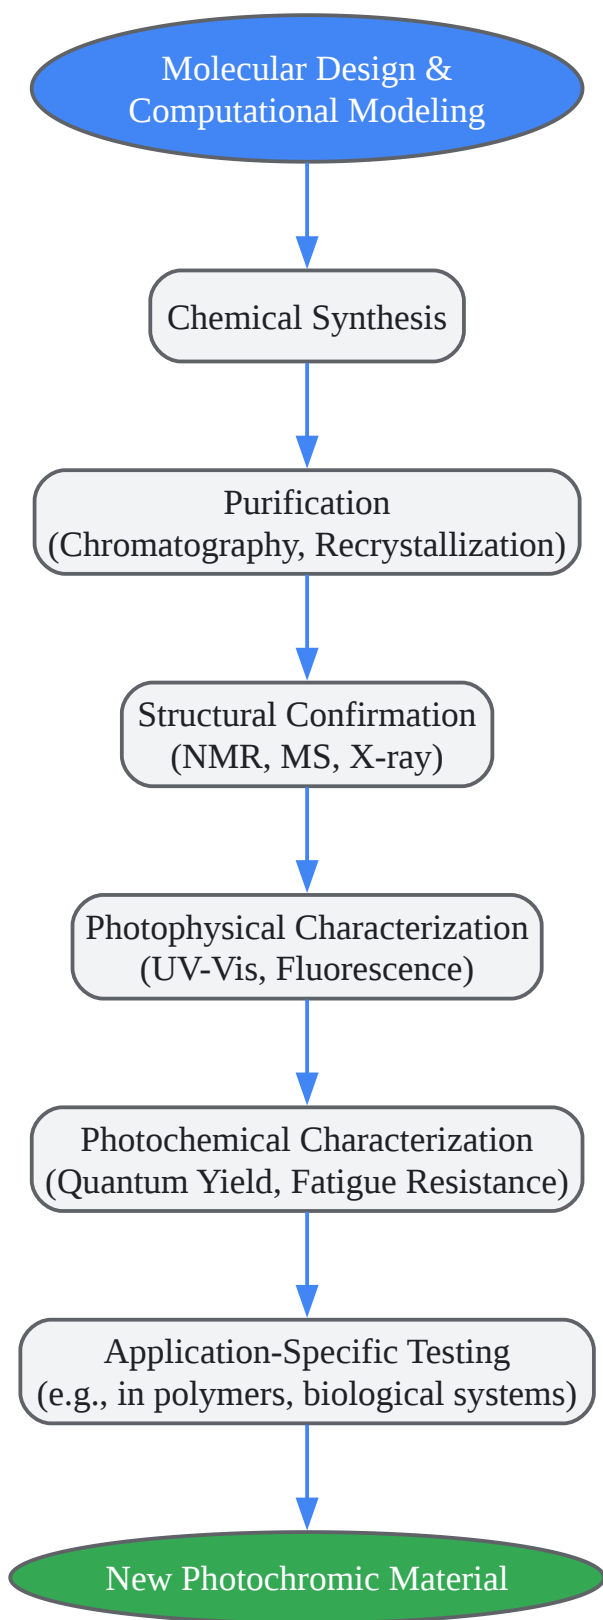 Molecular Design &
Computational Modeling
Chemical Synthesis
Purification
(Chromatography, Recrystallization)
Structural Confirmation
(NMR, MS, X-ray)
Photophysical Characterization
(UV-Vis, Fluorescence)
Photochemical Characterization
(Quantum Yield, Fatigue Resistance)
Application-Specific Testing
(e.g., in polymers, biological systems)
New Photochromic Material